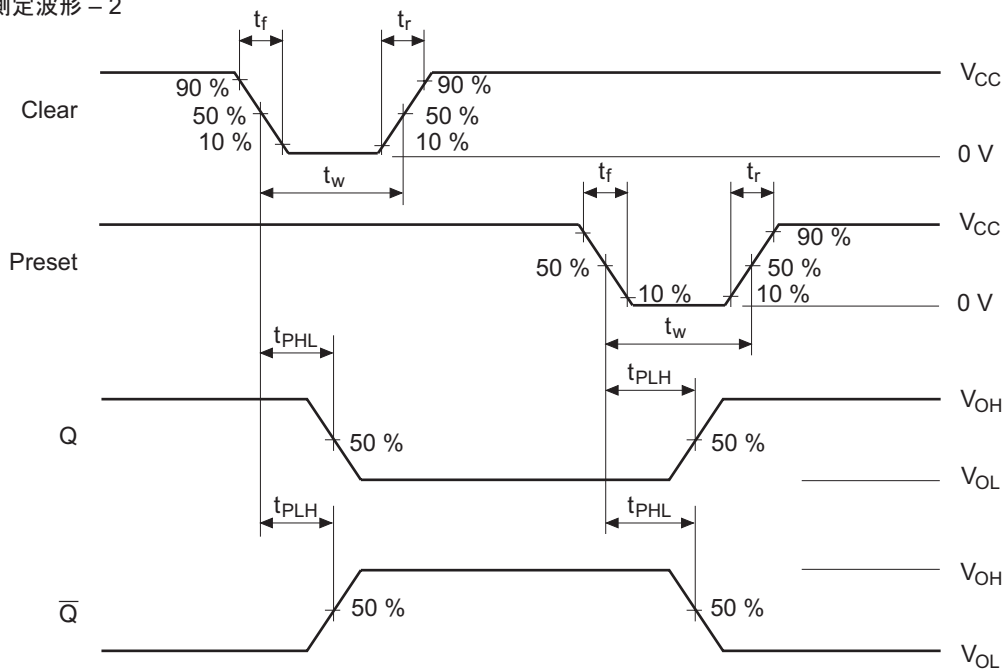 測定波形 – 2
tf tr
90 % 90 % VCC
Clear 50 % 50 %
10 % 10 %
0 V
tw
tf tr
VCC
90 %
Preset 50 % 50 %
10 % 10 %
0 V
tw
tPHL
tPLH
VOH
Q 50 % 50 %
VOL
tPLH tPHL
VOH
Q̅ 50 % 50 %
VOL